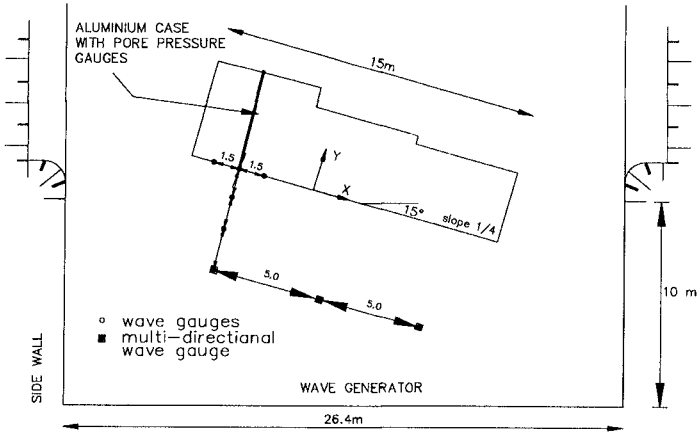 ALUMINIUM CASE
WITH PORE PRESSURE
GAUGES
15m
1.5 1.5
Y
X
15°
slope 1/4
5.0
5.0
10 m
wave gauges
multi-directional
wave gauge
SIDE WALL
WAVE GENERATOR
26.4m